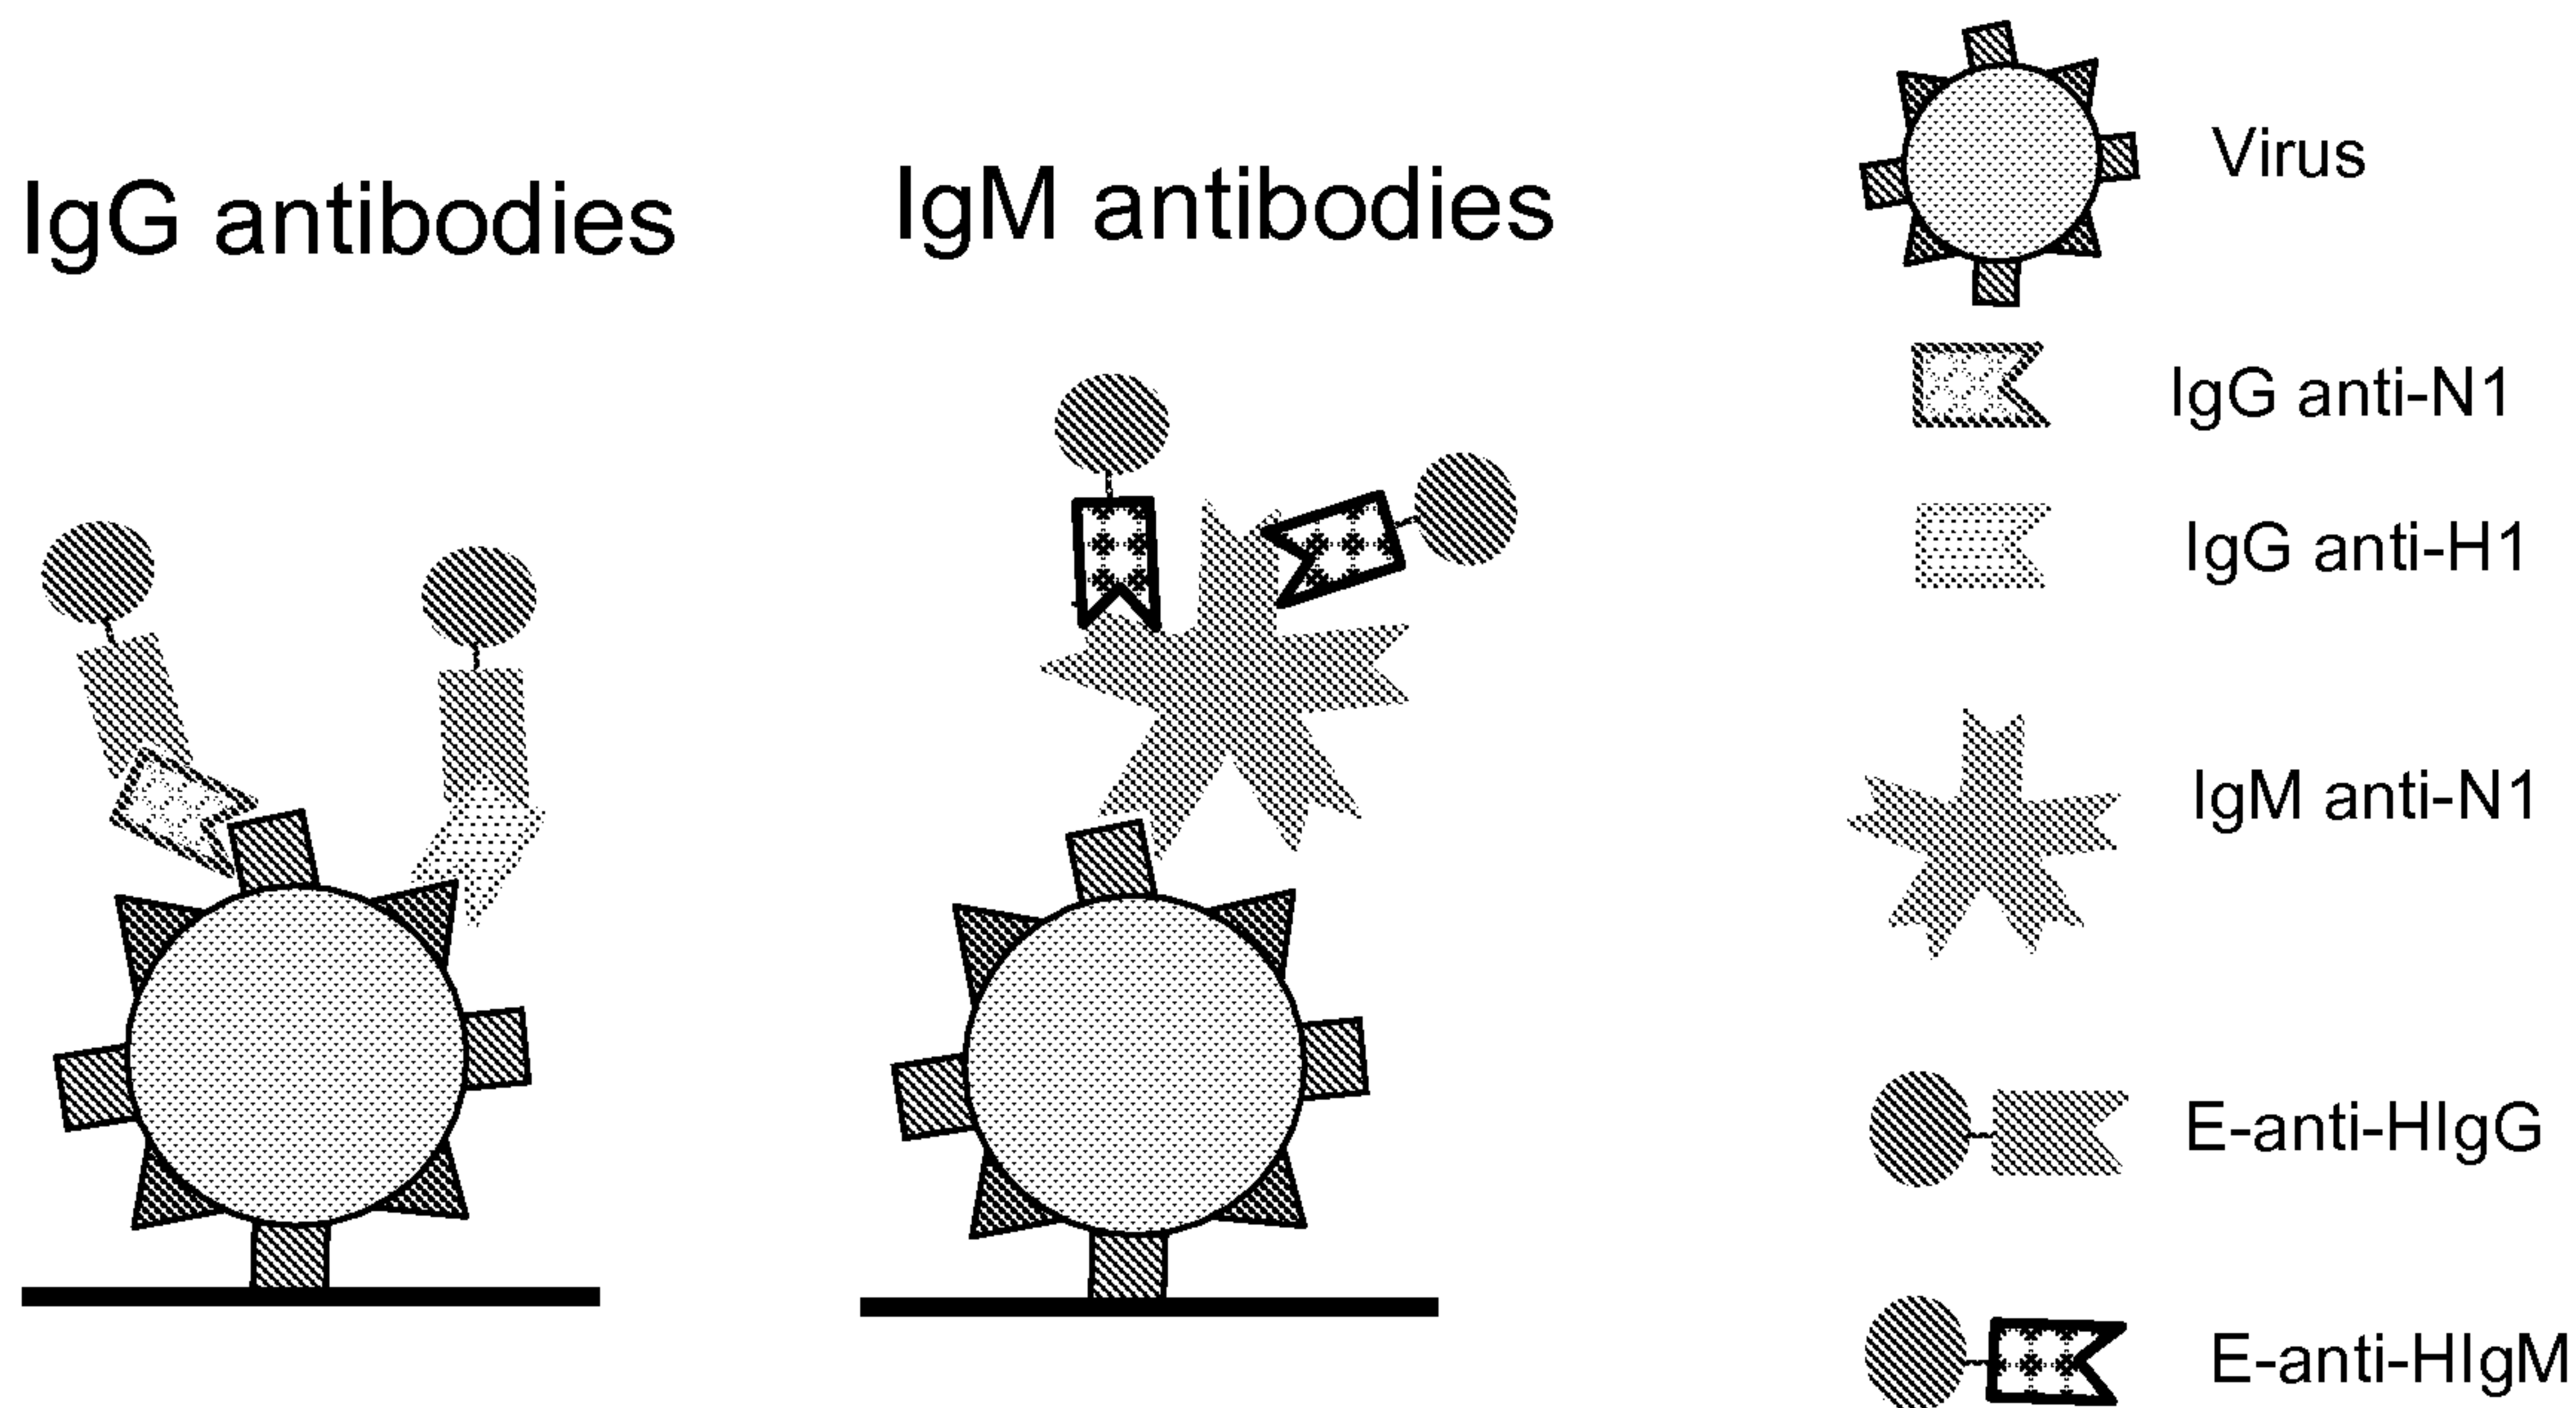 IgG antibodies
IgM antibodies
Virus
IgG anti-N1
IgG anti-H1
IgM anti-N1
E-anti-HIgG
E-anti-HIgM